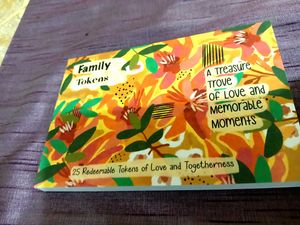 Family
Tokens
A Treasure
Trove
of Love and
Memorable
Moments
25 Redeemable Tokens of Love and Togetherness